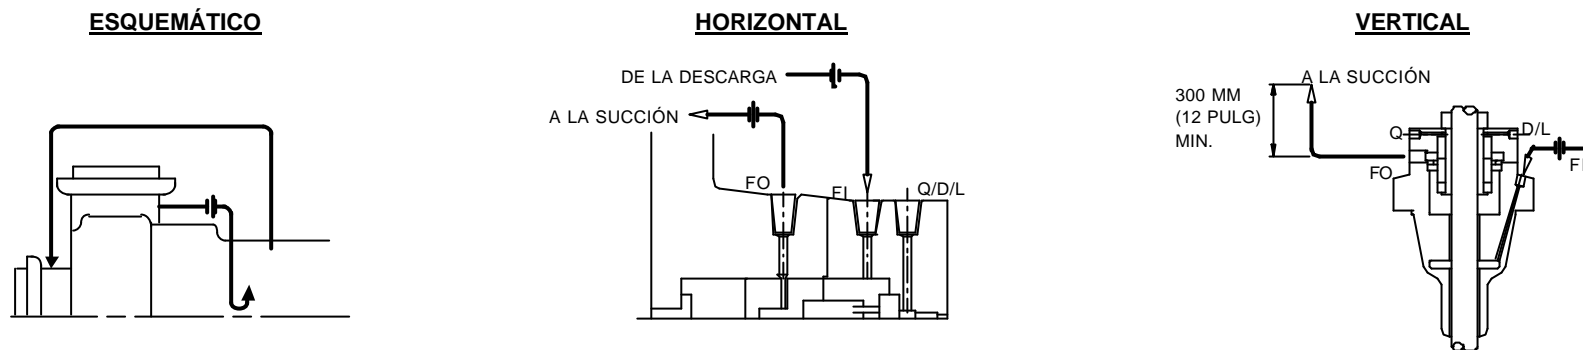 ESQUEMÁTICO
HORIZONTAL
DE LA DESCARGA
A LA SUCCIÓN
FO
FI
Q/D/L
VERTICAL
A LA SUCCIÓN
300 MM
(12 PULG)
MIN.
Q
D/L
FO
FI